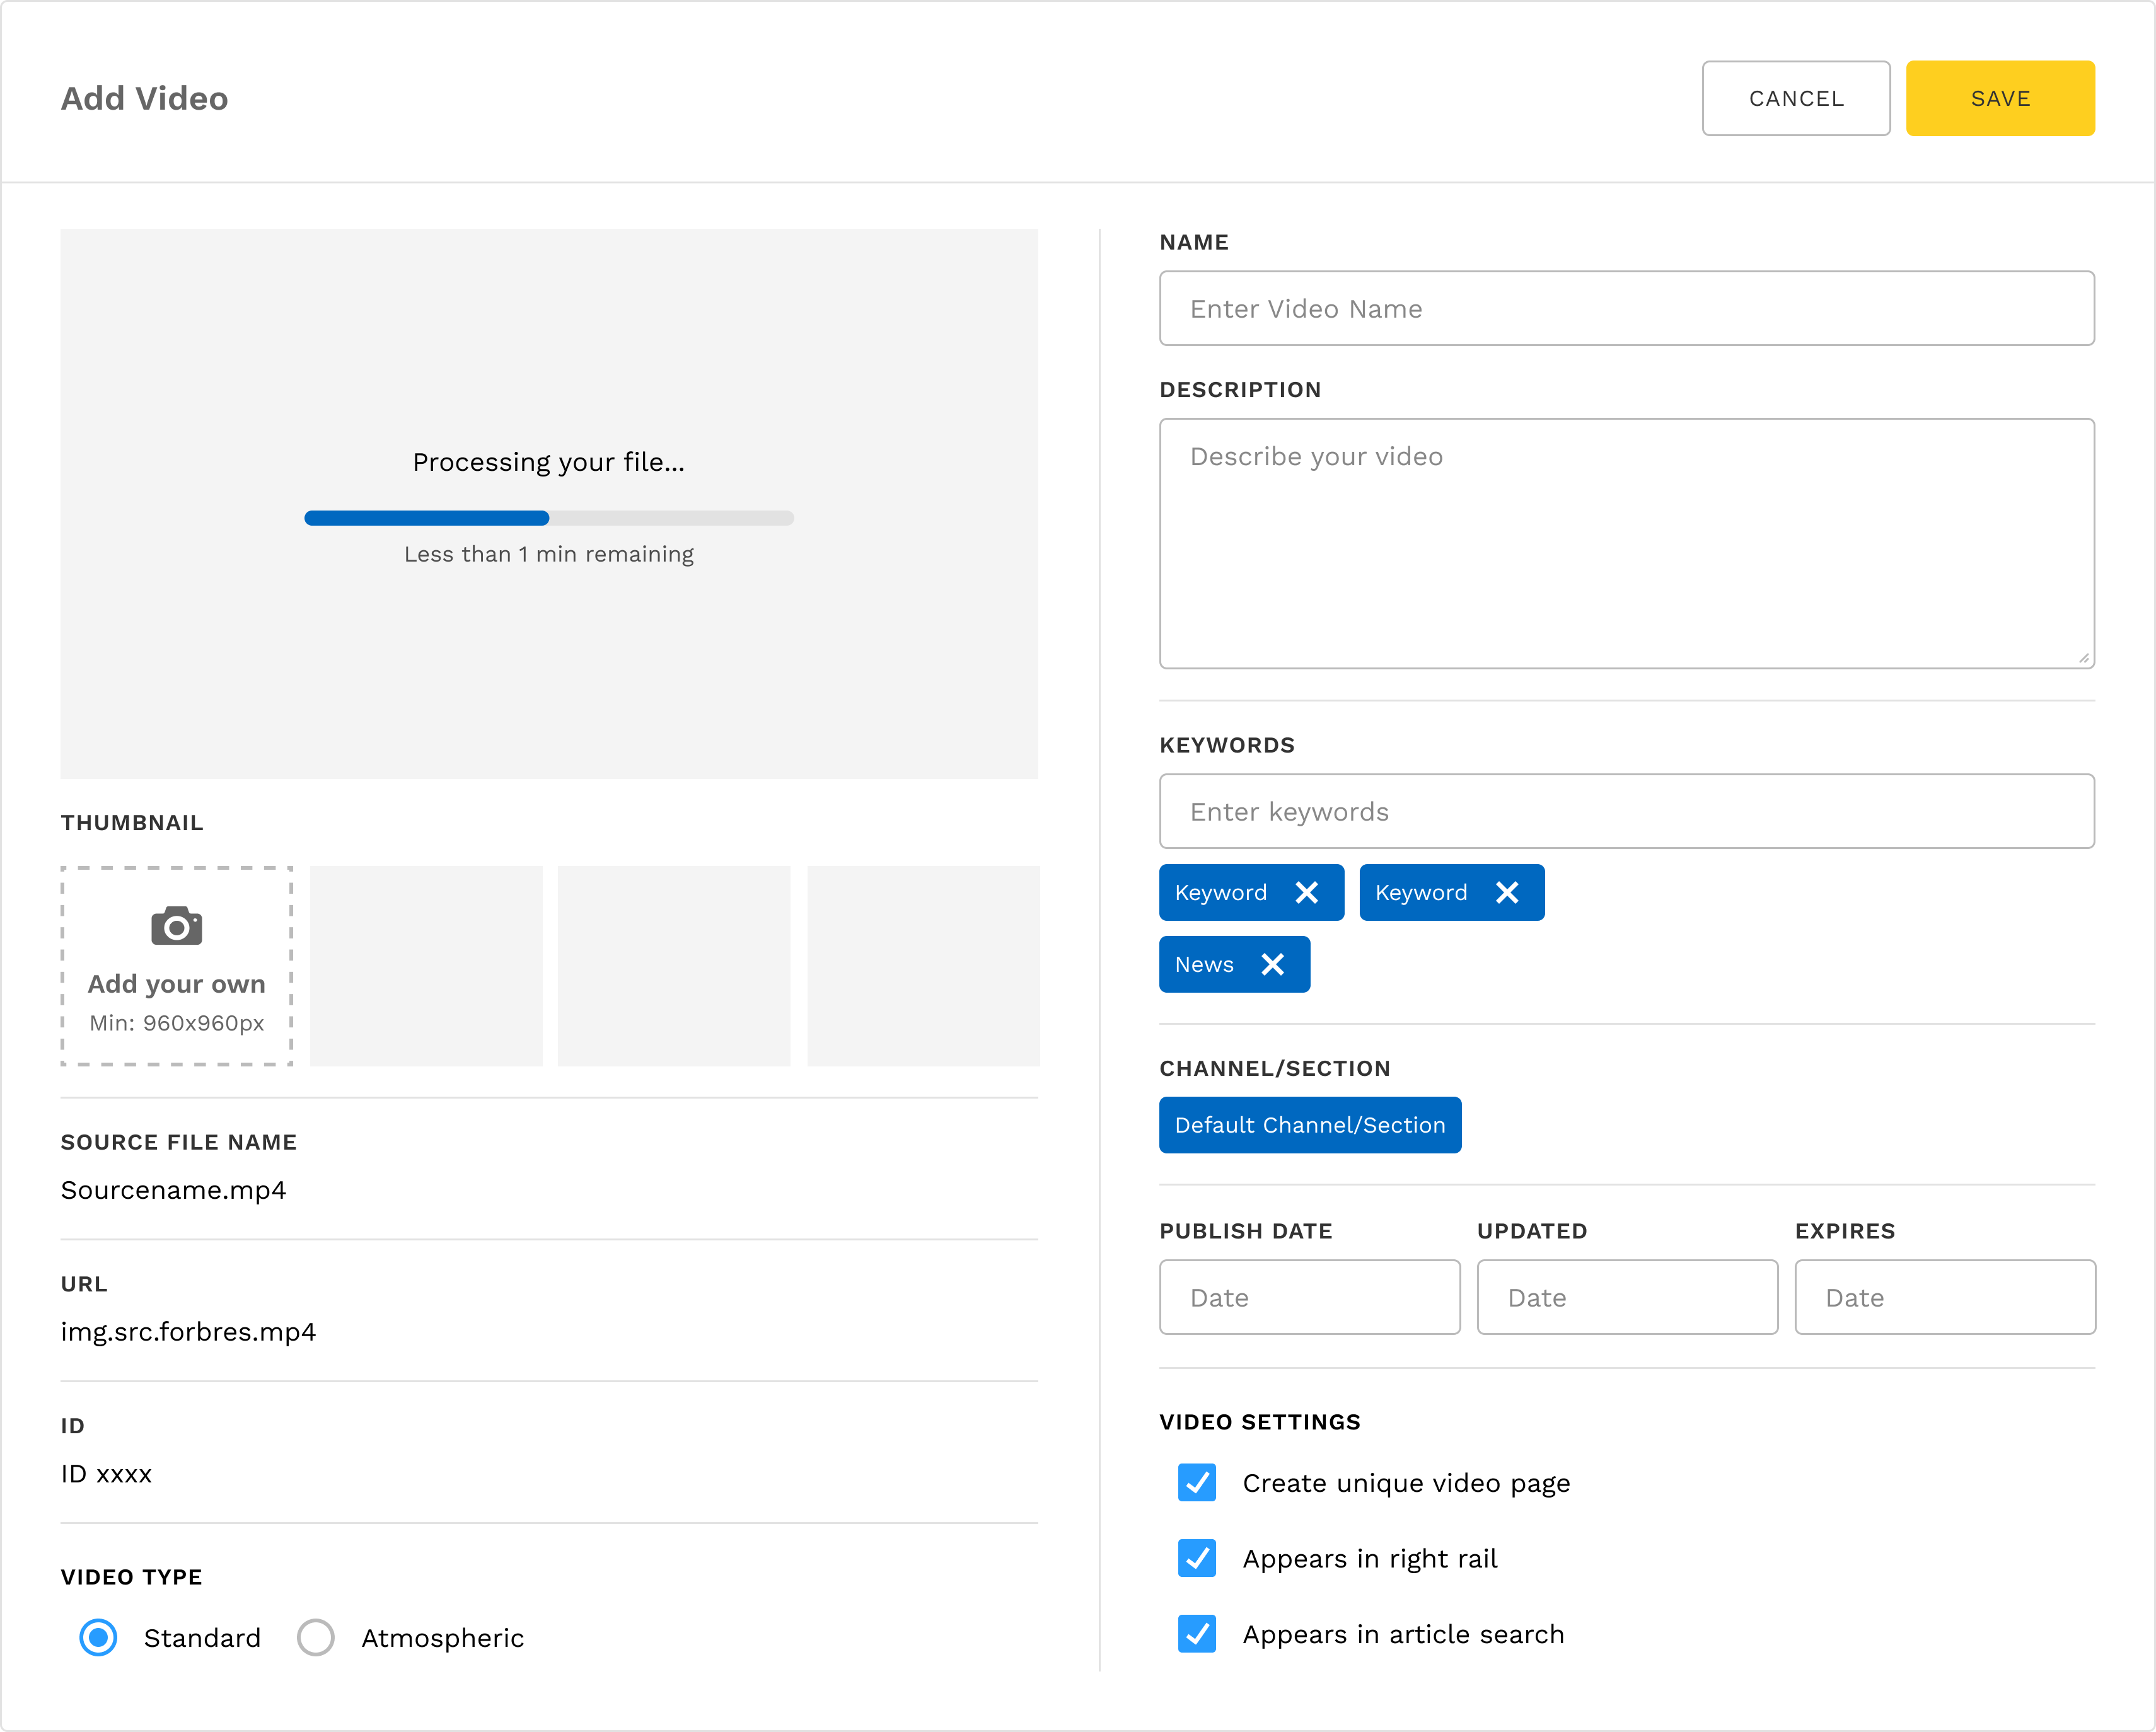 Add Video
CANCEL
SAVE
Processing your file...
Less than 1 min remaining
THUMBNAIL
Add your own
Min: 960x960px
SOURCE FILE NAME
Sourcename.mp4
URL
img.src.forbres.mp4
ID
ID xxxx
VIDEO TYPE
Standard
Atmospheric
NAME
Enter Video Name
DESCRIPTION
Describe your video
KEYWORDS
Enter keywords
Keyword
Keyword
News
CHANNEL/SECTION
Default Channel/Section
PUBLISH DATE
Date
UPDATED
Date
EXPIRES
Date
VIDEO SETTINGS
Create unique video page
Appears in right rail
Appears in article search